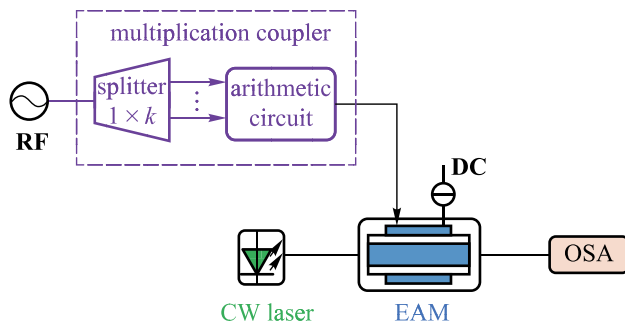 multiplication coupler
splitter
1 × k
⋮
arithmetic
circuit
RF
DC
OSA
CW laser
EAM